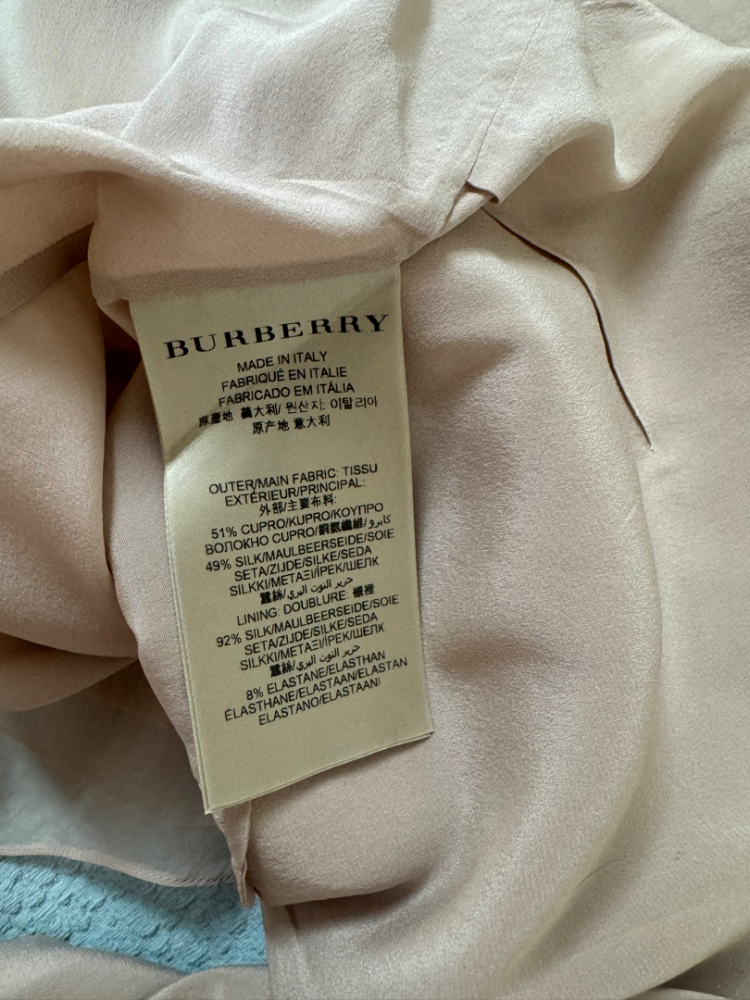 BURBERRY
MADE IN ITALY
FABRIQUÉ EN ITALIE
FABRICADO EM ITÁLIA
原產地 義大利/ 원산지: 이탈리아
原产地 意大利
OUTER/MAIN FABRIC: TISSU
EXTÉRIEUR/PRINCIPAL:
外部/主要布料:
51% CUPRO/KUPRO/ΚΟΥΠΡΟ
ВОЛОКНО CUPRO/銅氨纖維/كابرو
49% SILK/MAULBEERSEIDE/SOIE
SETA/ZIJDE/SILKE/SEDA
SILKKI/ΜΕΤΑΞΙ/İPEK/ШЕЛК
蠶絲/حرير التوت البري
LINING: DOUBLURE: 襯裡
92% SILK/MAULBEERSEIDE/SOIE
SETA/ZIJDE/SILKE/SEDA
SILKKI/ΜΕΤΑΞΙ/İPEK/ШЕЛК
蠶絲/حرير التوت البري
8% ELASTANE/ELASTHAN
ÉLASTHANE/ELASTAAN/ELASTAN
ELASTANO/ELASTAANI